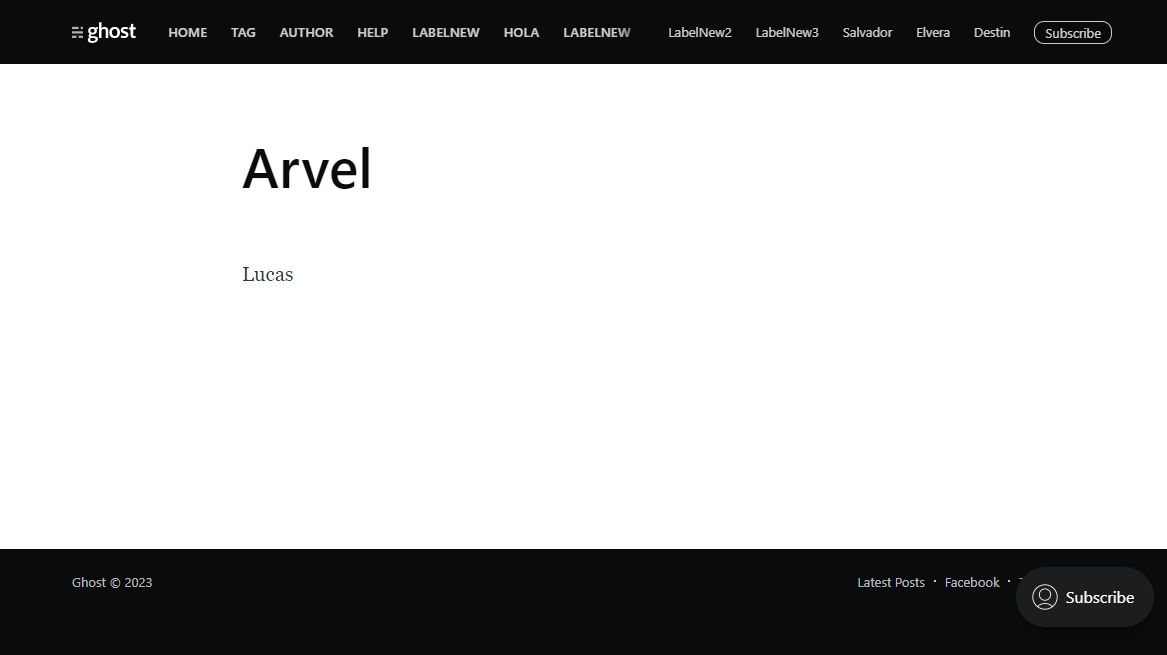 ghost HOME TAG AUTHOR HELP LABELNEW HOLA LABELNEW LabelNew2 LabelNew3 Salvador Elvera Destin Subscribe
Arvel
Lucas
Ghost © 2023 Latest Posts · Facebook ·
Subscribe